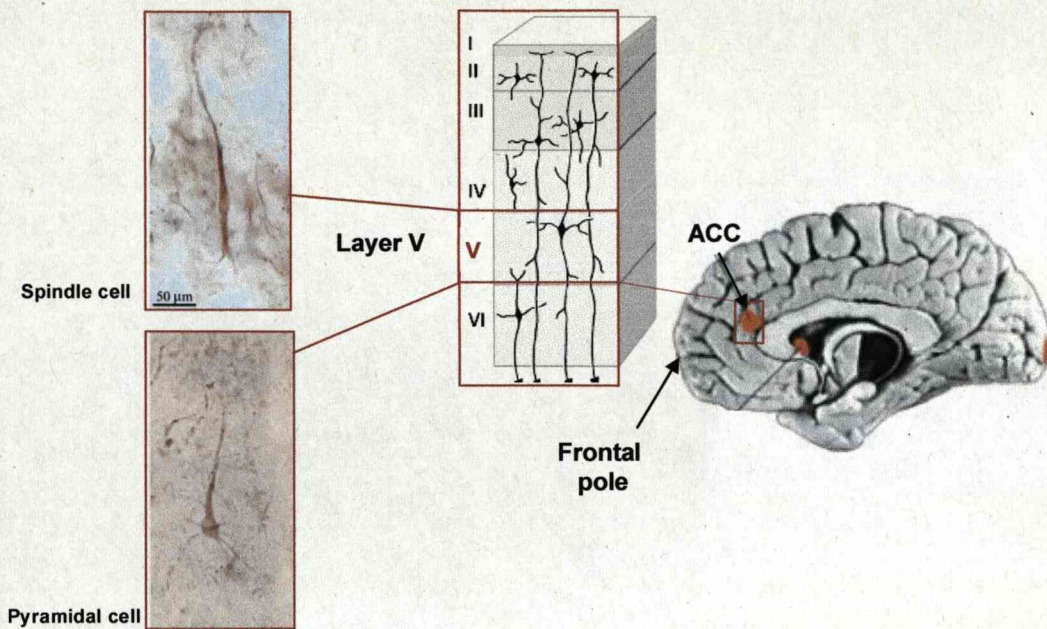 Spindle cell
50 µm
Pyramidal cell
Layer V
I
II
III
IV
V
VI
ACC
Frontal
pole